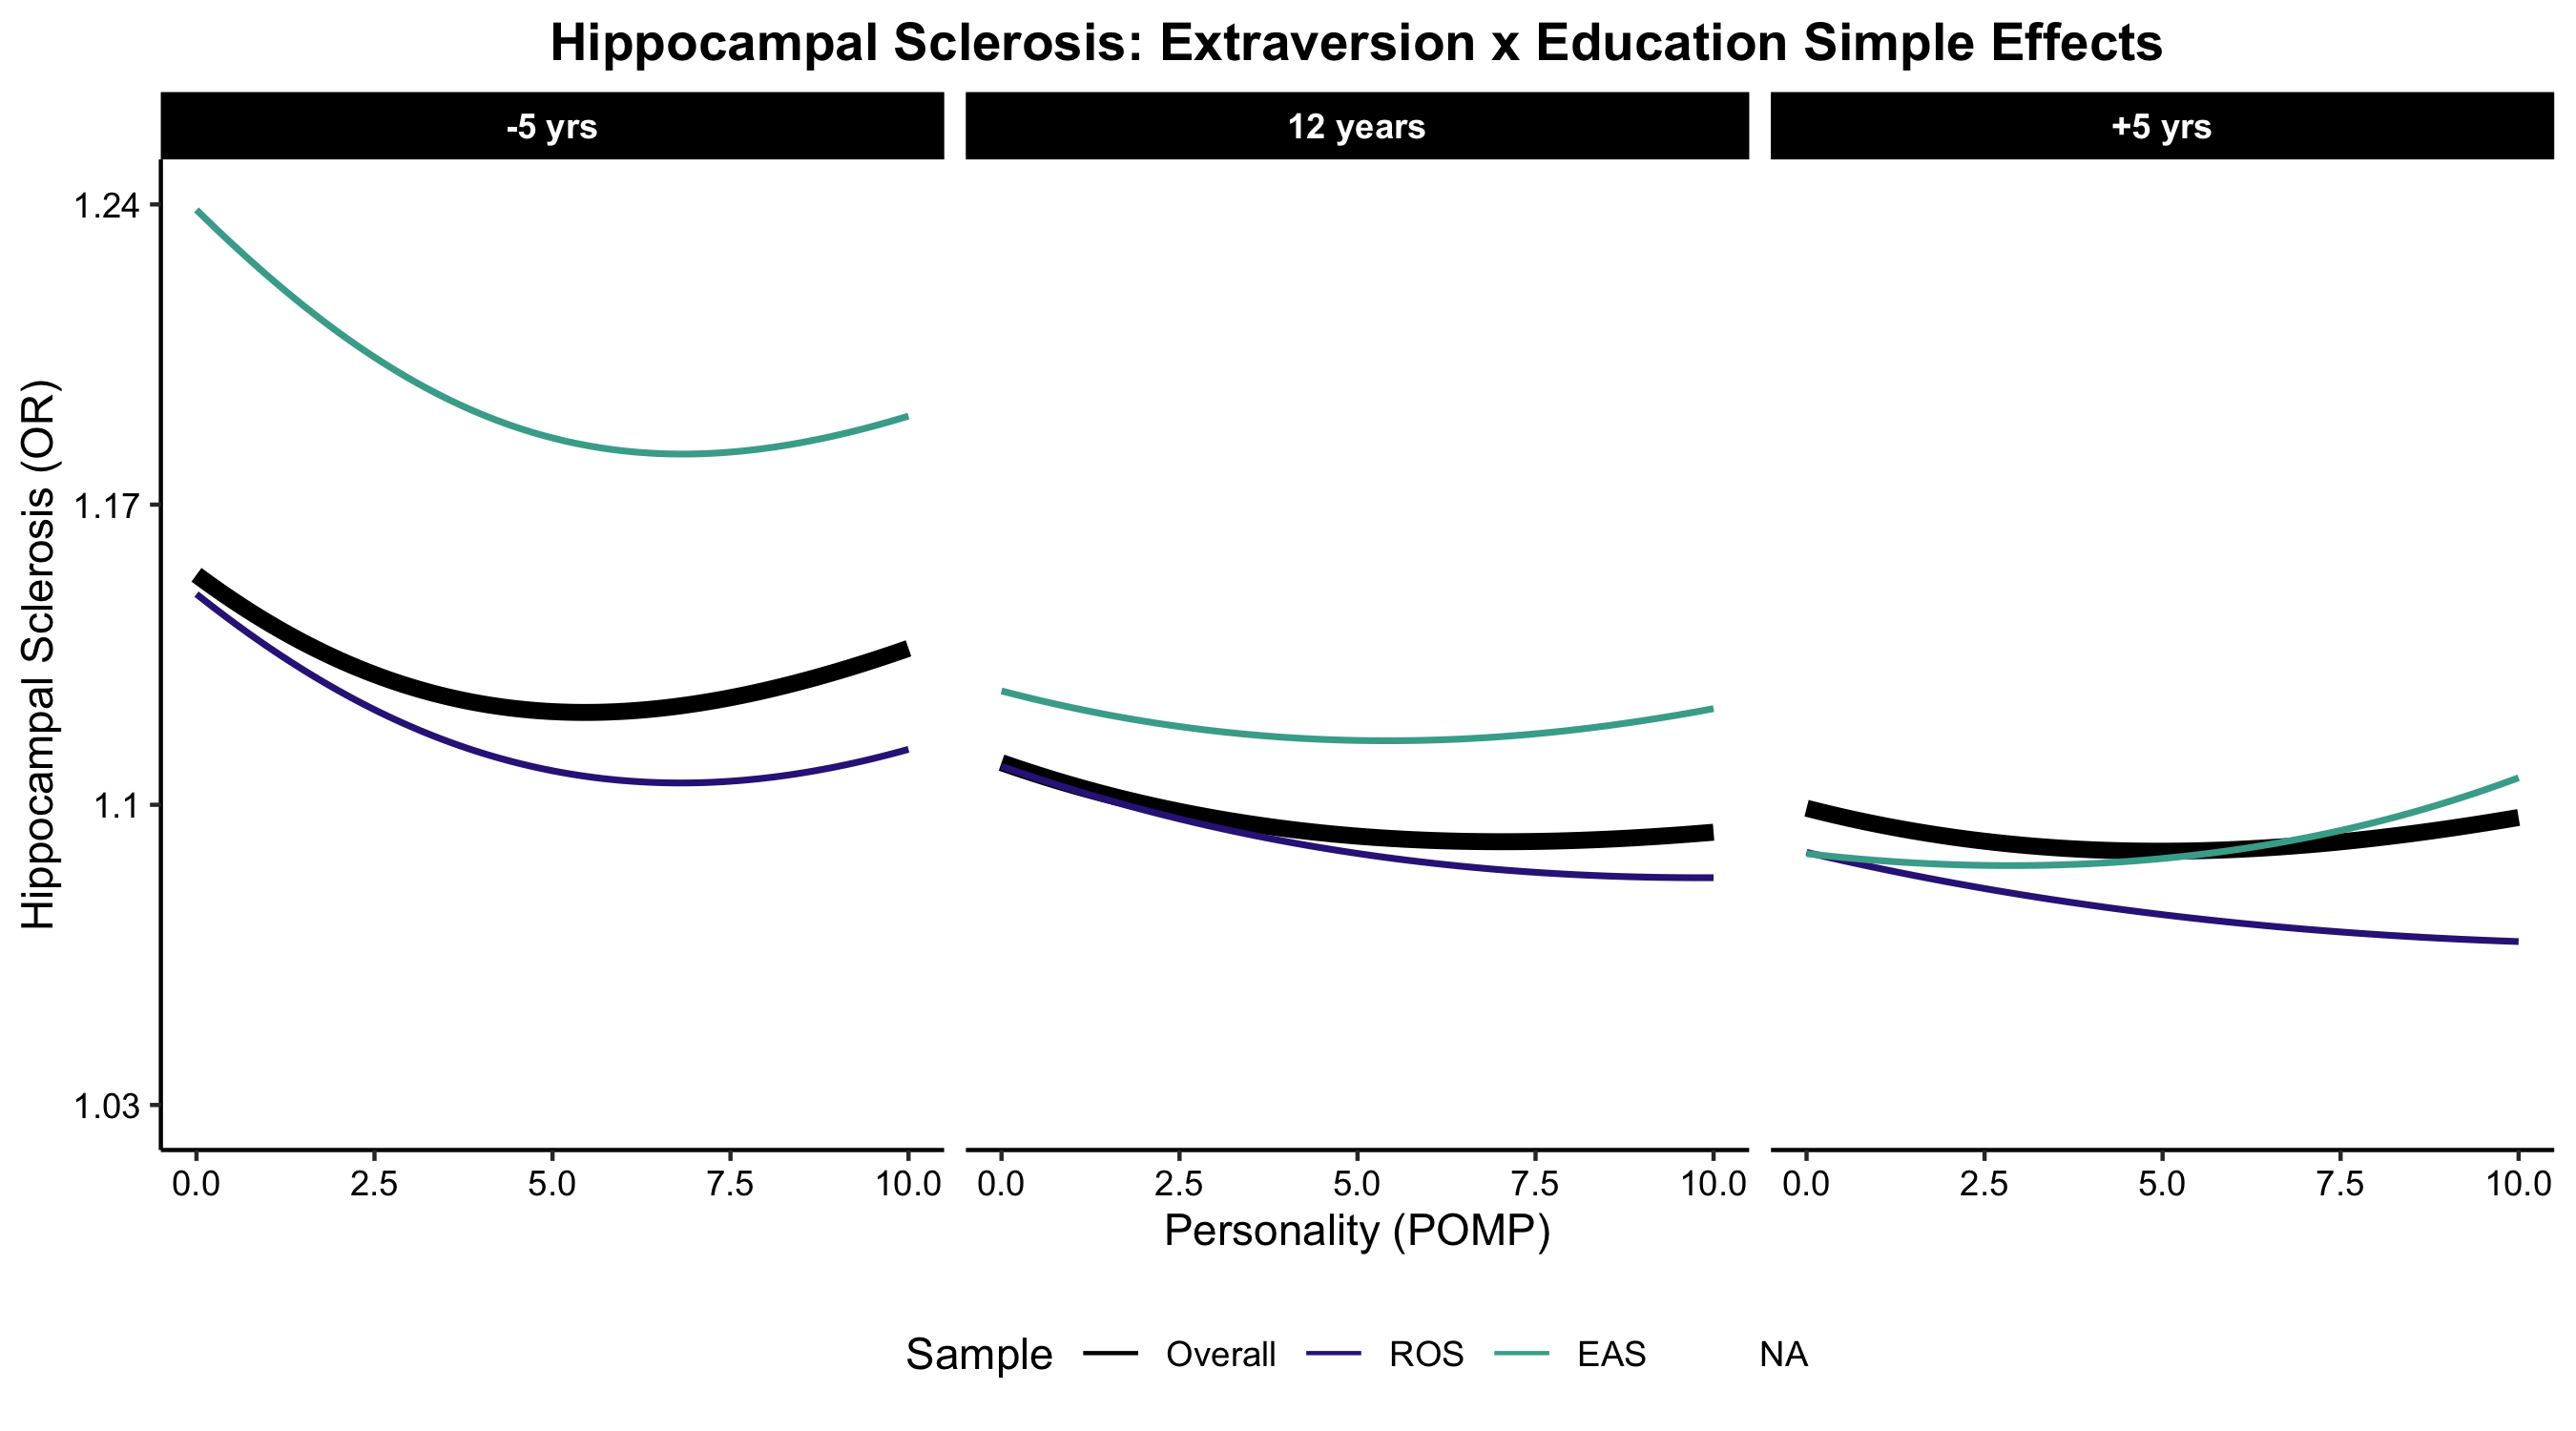 Hippocampal Sclerosis: Extraversion x Education Simple Effects
-5 yrs
12 years
+5 yrs
Hippocampal Sclerosis (OR)
1.24
1.17
1.1
1.03
0.0 2.5 5.0 7.5 10.0
0.0 2.5 5.0 7.5 10.0
0.0 2.5 5.0 7.5 10.0
Personality (POMP)
Sample Overall ROS EAS NA